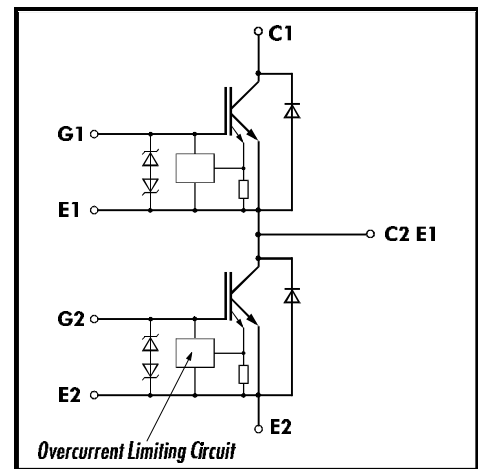 C1
G1
E1
C2 E1
G2
E2
E2
Overcurrent Limiting Circuit